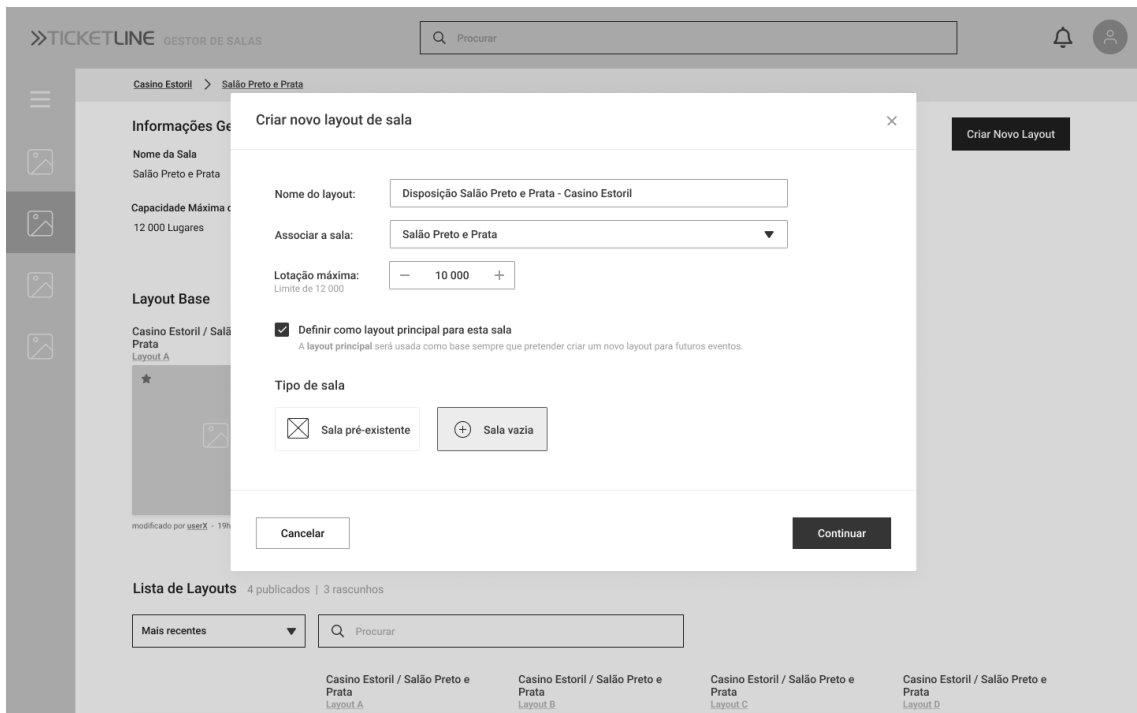 TICKETLINE GESTOR DE SALAS
Procurar
Casino Estoril > Salão Preto e Prata
Informações Ge
Criar novo layout de sala
Criar Novo Layout
Nome da Sala
Salão Preto e Prata
Nome do layout: Disposição Salão Preto e Prata - Casino Estoril
Capacidade Máxima
12 000 Lugares
Associar a sala: Salão Preto e Prata
Lotação máxima: 10 000
Limite de 12 000
Layout Base
Casino Estoril / Salã
Prata
Layout A
Definir como layout principal para esta sala
A layout principal será usada como base sempre que pretender criar um novo layout para futuros eventos.
Tipo de sala
Sala pré-existente
Sala vazia
modificado por userX - 19h
Cancelar
Continuar
Lista de Layouts 4 publicados | 3 rascunhos
Mais recentes
Procurar
Casino Estoril / Salão Preto e
Prata
Layout A
Casino Estoril / Salão Preto e
Prata
Layout B
Casino Estoril / Salão Preto e
Prata
Layout C
Casino Estoril / Salão Preto e
Prata
Layout D